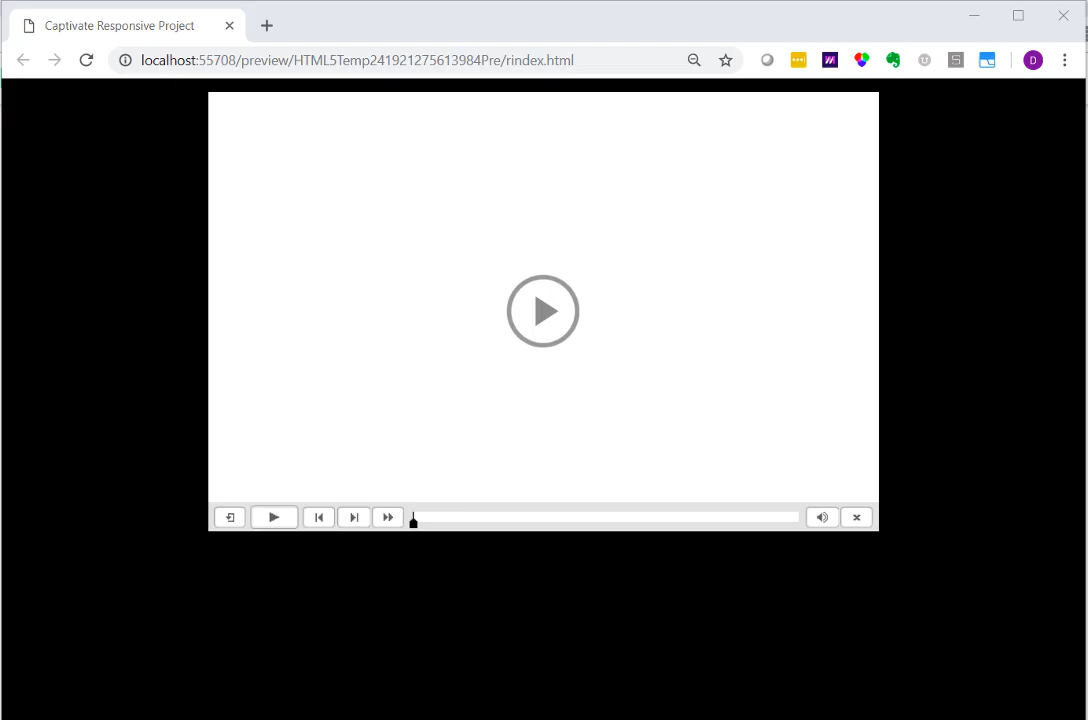 Captivate Responsive Project
localhost:55708/preview/HTML5Temp241921275613984Pre/rindex.html
D